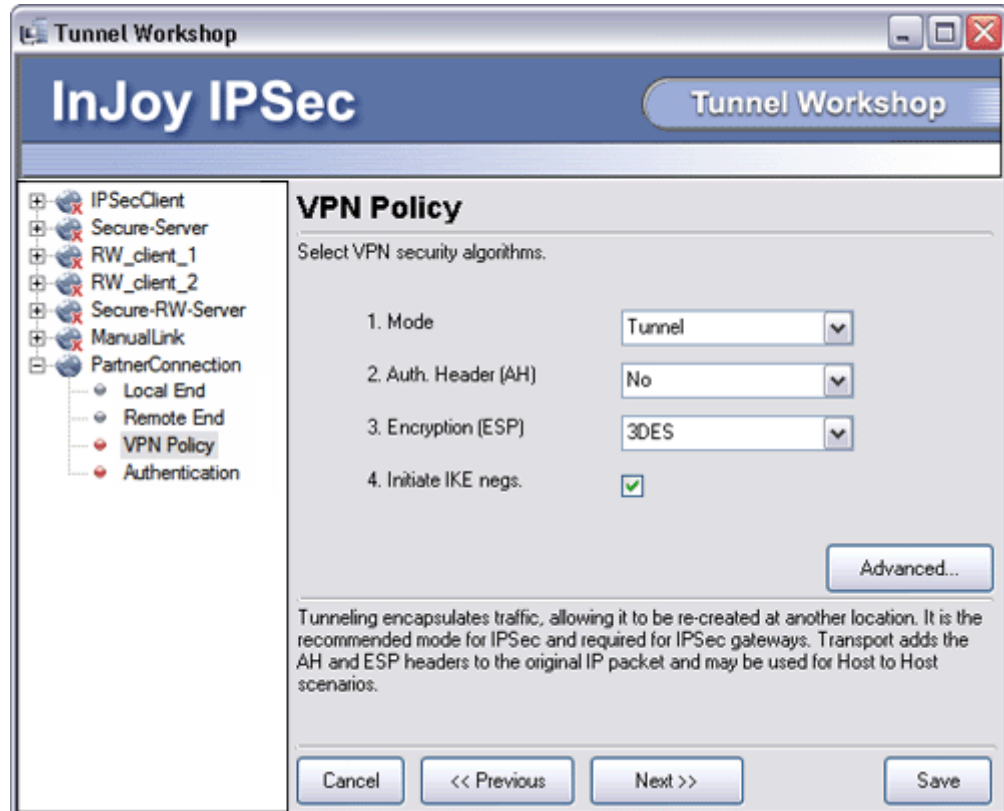 Tunnel Workshop
InJoy IPSec
Tunnel Workshop
IPSecClient
Secure-Server
RW_client_1
RW_client_2
Secure-RW-Server
ManualLink
PartnerConnection
Local End
Remote End
VPN Policy
Authentication
VPN Policy
Select VPN security algorithms.
1. Mode
Tunnel
2. Auth. Header (AH)
No
3. Encryption (ESP)
3DES
4. Initiate IKE negs.
Advanced...
Tunneling encapsulates traffic, allowing it to be re-created at another location. It is the
recommended mode for IPSec and required for IPSec gateways. Transport adds the
AH and ESP headers to the original IP packet and may be used for Host to Host
scenarios.
Cancel
<< Previous
Next >>
Save